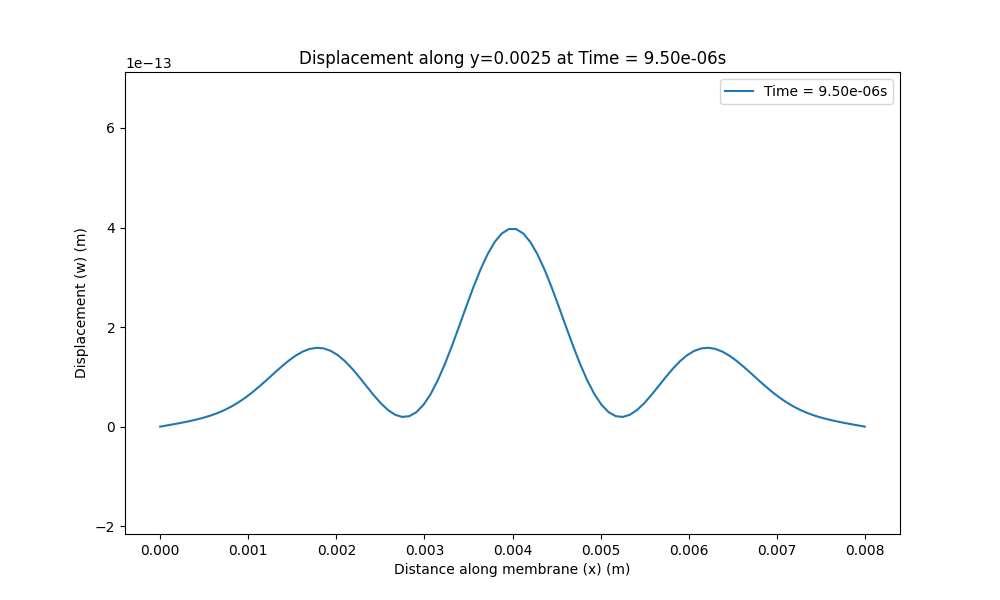 Displacement along y=0.0025 at Time = 9.50e-06s
1e−13
Time = 9.50e-06s
6
4
2
0
−2
Displacement (w) (m)
0.000 0.001 0.002 0.003 0.004 0.005 0.006 0.007 0.008
Distance along membrane (x) (m)